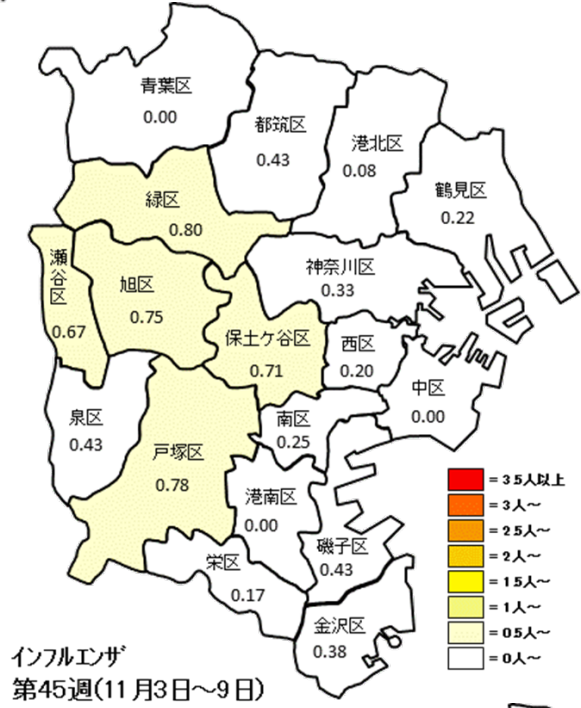 青葉区
0.00
都筑区
0.43
港北区
0.08
鶴見区
0.22
緑区
0.80
瀬谷区
0.67
旭区
0.75
神奈川区
0.33
保土ケ谷区
0.71
西区
0.20
中区
0.00
泉区
0.43
南区
0.25
戸塚区
0.78
港南区
0.00
磯子区
0.43
栄区
0.17
金沢区
0.38
=3.5人以上
=3人～
=2.5人～
=2人～
=1.5人～
=1人～
=0.5人～
=0人～
インフルエンザ
第45週(11月3日～9日)